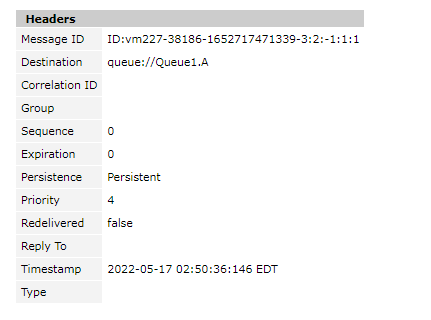 Headers
Message ID ID:vm227-38186-1652717471339-3:2:-1:1:1
Destination queue://Queue1.A
Correlation ID
Group
Sequence 0
Expiration 0
Persistence Persistent
Priority 4
Redelivered false
Reply To
Timestamp 2022-05-17 02:50:36:146 EDT
Type